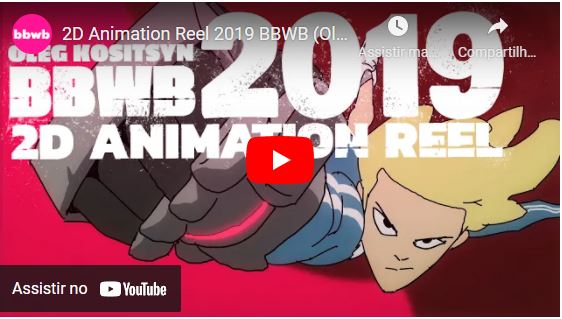 bbwb
2D Animation Reel 2019 BBWB (Ol...
Assistir ma...
Compartilh...
OLEG KOSITSYN
BBWB 2019
2D ANIMATION REEL
Assistir no YouTube